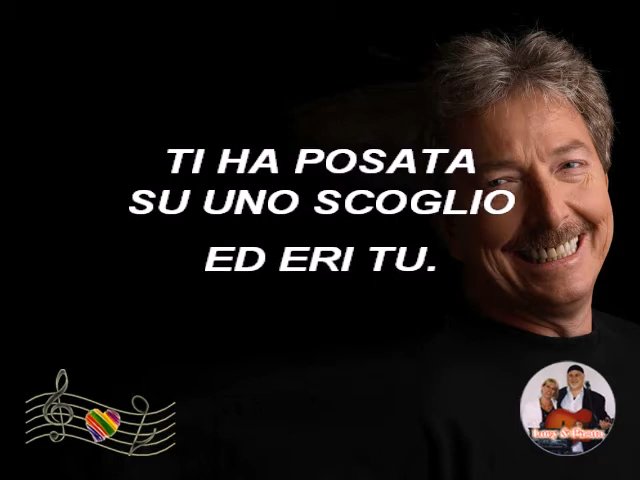 TI HA POSATA
SU UNO SCOGLIO
ED ERI TU.